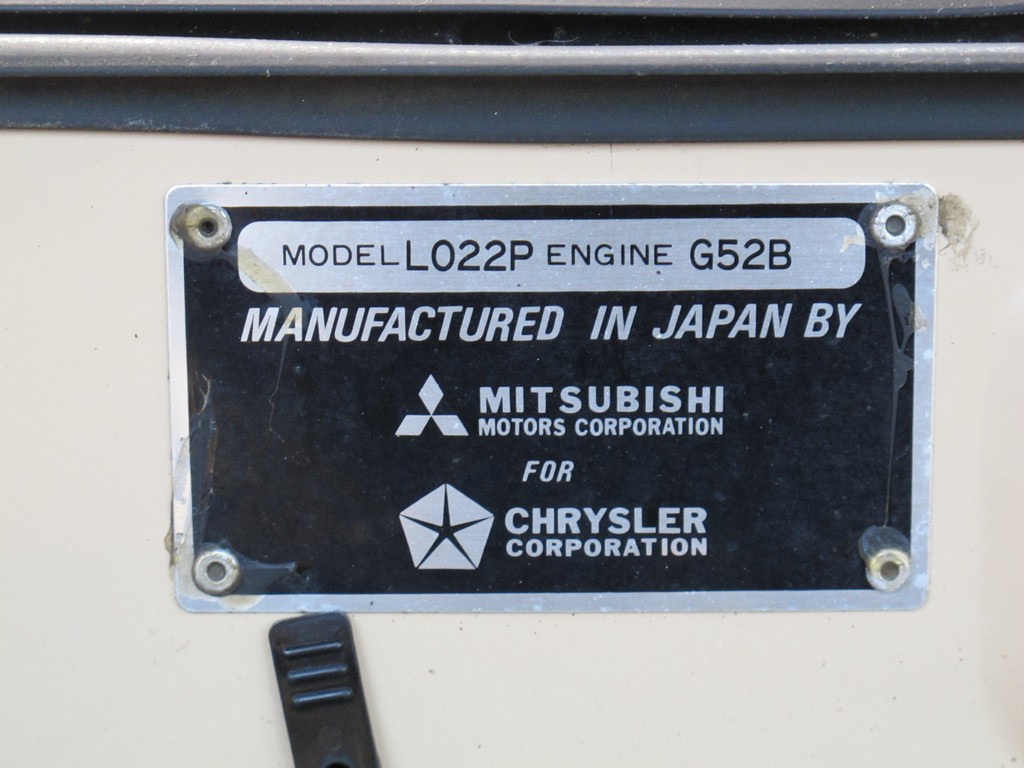 MODEL L022P ENGINE G52B
MANUFACTURED IN JAPAN BY
MITSUBISHI
MOTORS CORPORATION
FOR
CHRYSLER
CORPORATION